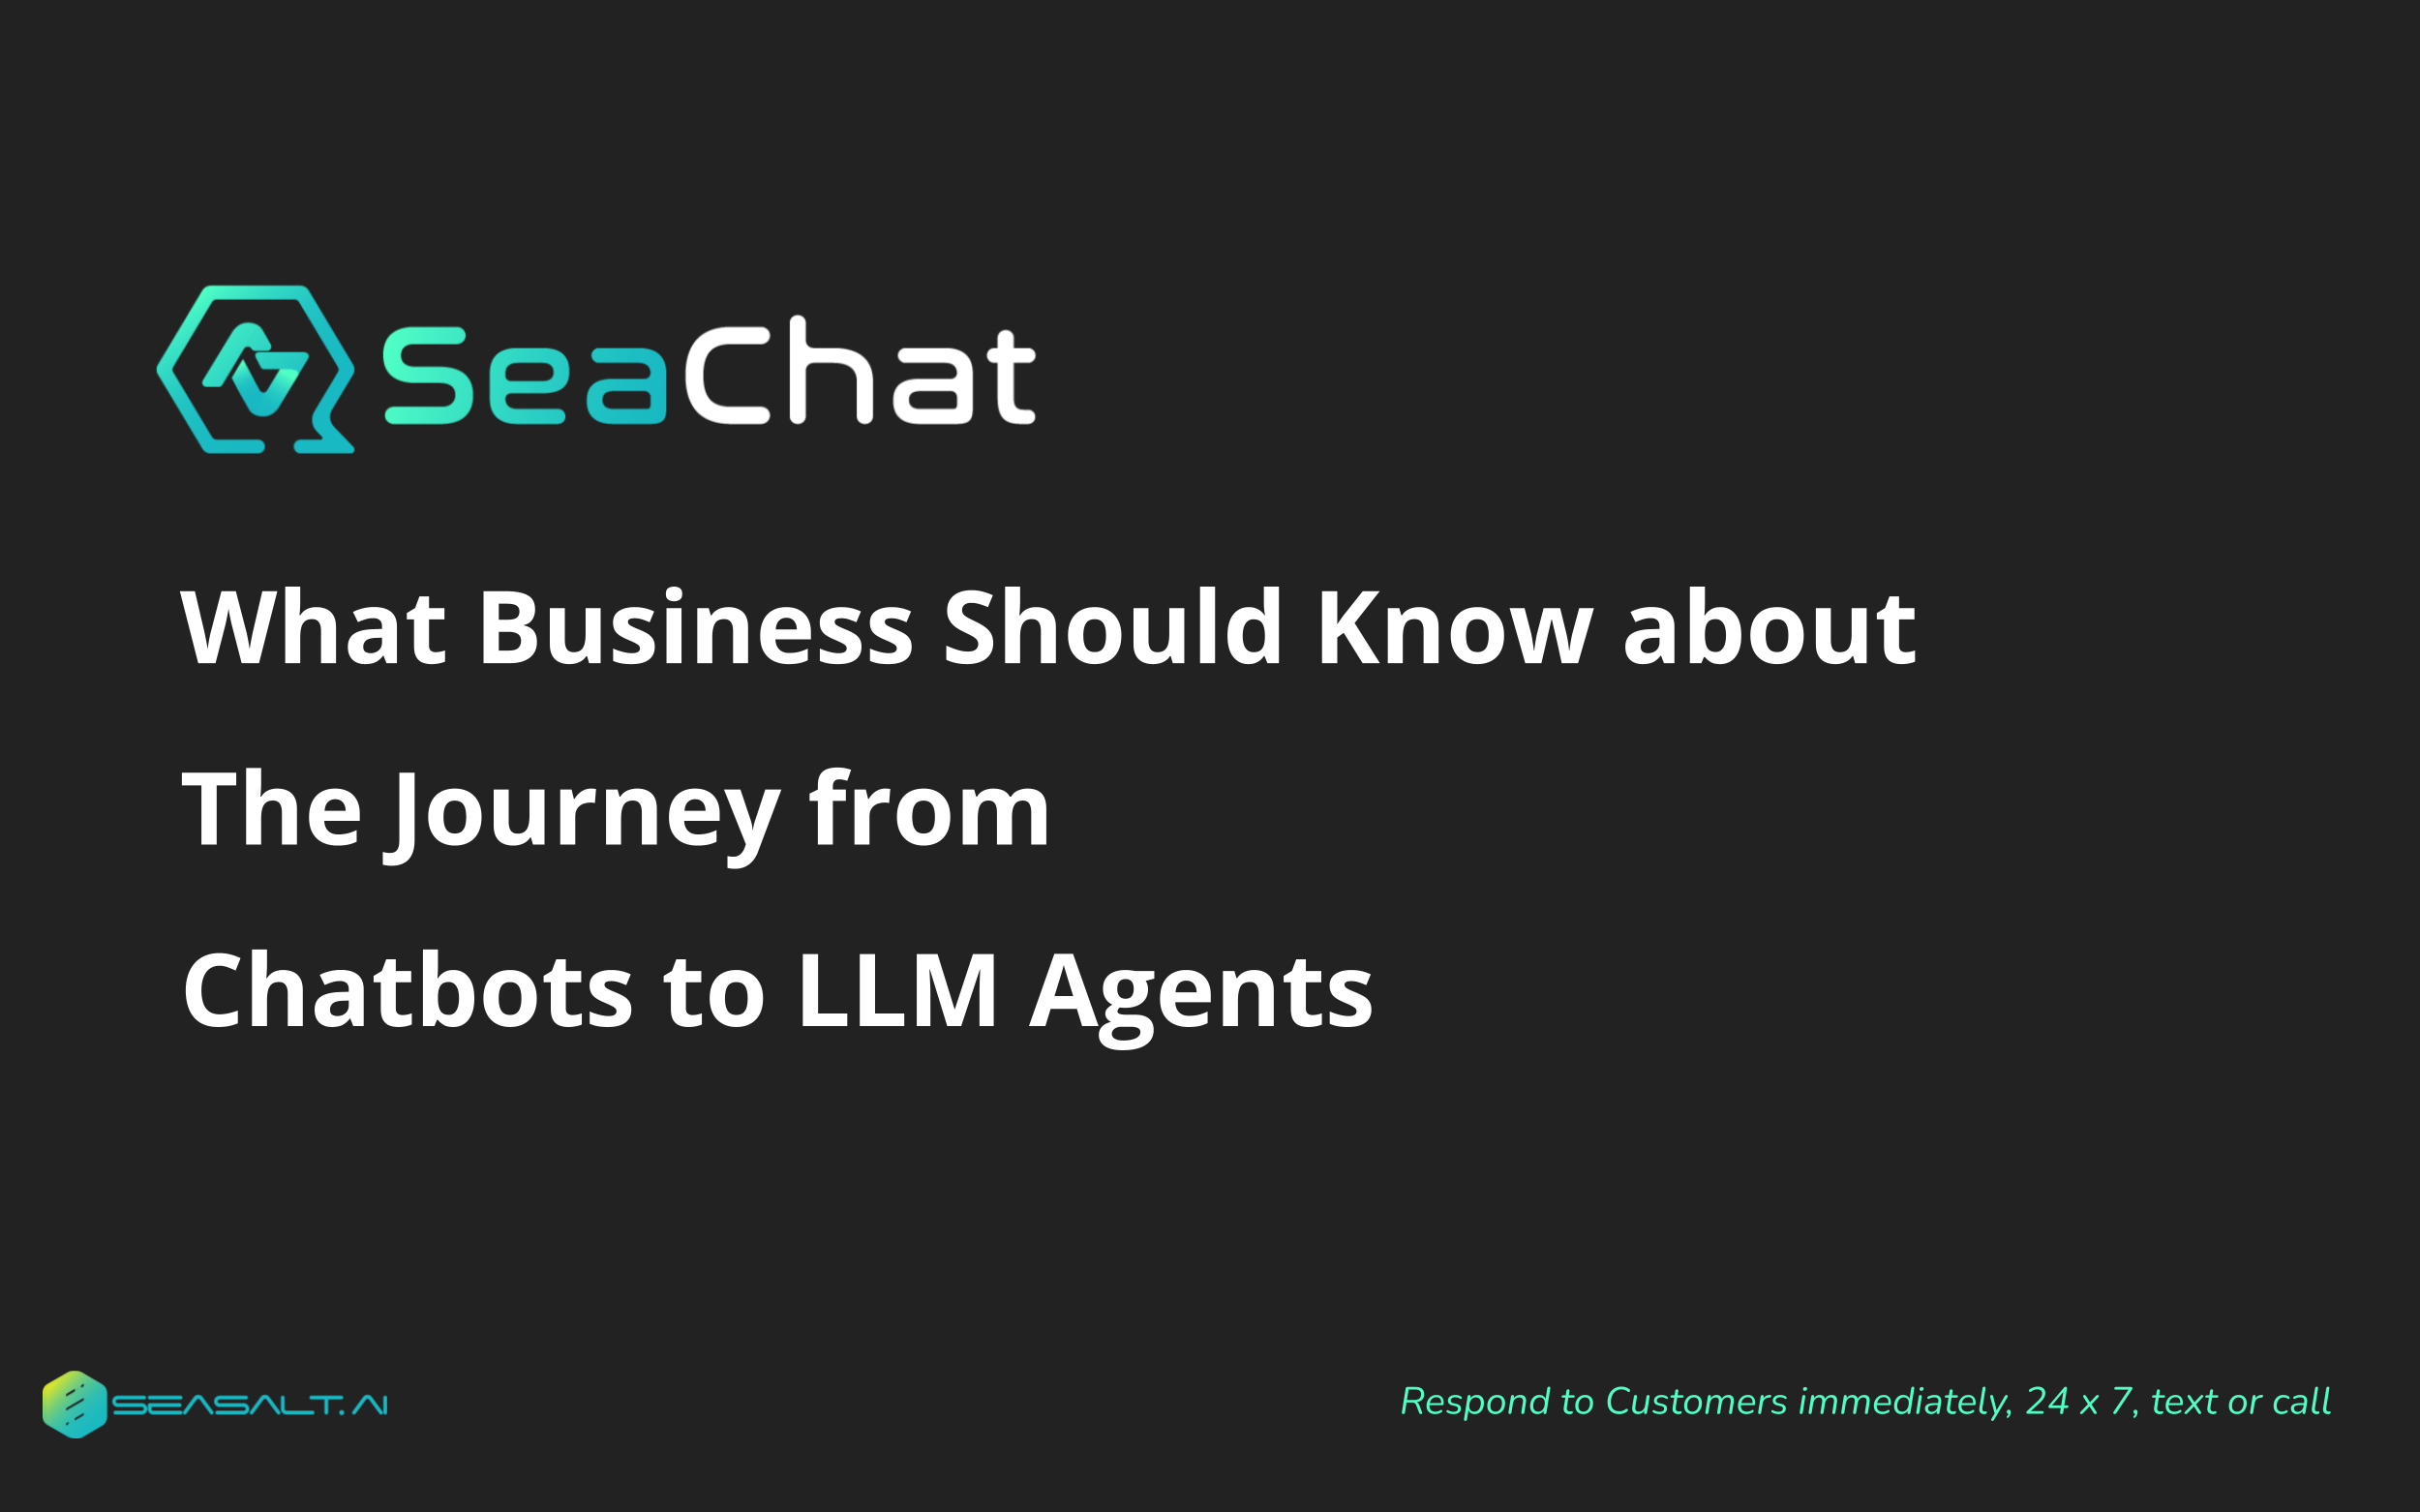 SeaChat
What Business Should Know about
The Journey from
Chatbots to LLM Agents
SEASALT.AI
Respond to Customers immediately, 24 x 7, text or call